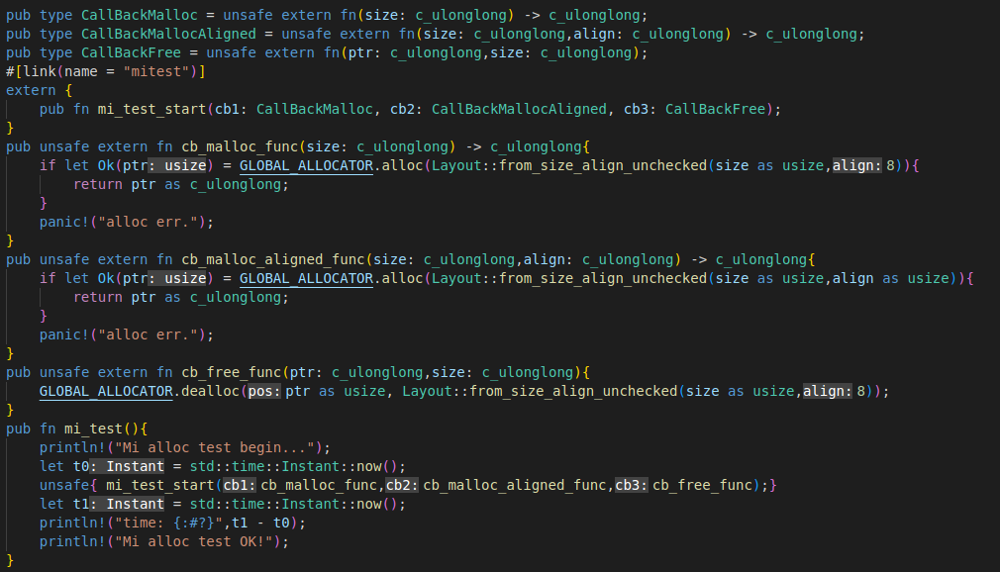 pub type CallBackMalloc = unsafe extern fn(size: c_ulonglong) -> c_ulonglong;
pub type CallBackMallocAligned = unsafe extern fn(size: c_ulonglong,align: c_ulonglong) -> c_ulonglong;
pub type CallBackFree = unsafe extern fn(ptr: c_ulonglong,size: c_ulonglong);
#[link(name = "mitest")]
extern {
    pub fn mi_test_start(cb1: CallBackMalloc, cb2: CallBackMallocAligned, cb3: CallBackFree);
}
pub unsafe extern fn cb_malloc_func(size: c_ulonglong) -> c_ulonglong{
    if let Ok(ptr: usize) = GLOBAL_ALLOCATOR.alloc(Layout::from_size_align_unchecked(size as usize,align: 8)){
        return ptr as c_ulonglong;
    }
    panic!("alloc err.");
}
pub unsafe extern fn cb_malloc_aligned_func(size: c_ulonglong,align: c_ulonglong) -> c_ulonglong{
    if let Ok(ptr: usize) = GLOBAL_ALLOCATOR.alloc(Layout::from_size_align_unchecked(size as usize,align as usize)){
        return ptr as c_ulonglong;
    }
    panic!("alloc err.");
}
pub unsafe extern fn cb_free_func(ptr: c_ulonglong,size: c_ulonglong){
    GLOBAL_ALLOCATOR.dealloc(pos: ptr as usize, Layout::from_size_align_unchecked(size as usize,align: 8));
}
pub fn mi_test(){
    println!("Mi alloc test begin...");
    let t0: Instant = std::time::Instant::now();
    unsafe{ mi_test_start(cb1: cb_malloc_func,cb2: cb_malloc_aligned_func,cb3: cb_free_func);}
    let t1: Instant = std::time::Instant::now();
    println!("time: {:#?}",t1 - t0);
    println!("Mi alloc test OK!");
}